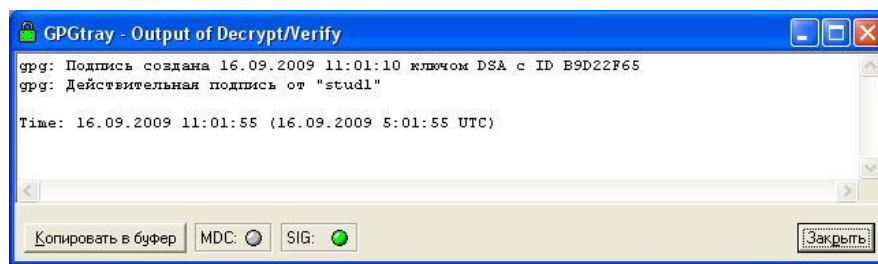 GPGtray - Output of Decrypt/Verify
gpg: Подпись создана 16.09.2009 11:01:10 ключом DSA с ID B9D22F65
gpg: Действительная подпись от "stud1"
Time: 16.09.2009 11:01:55 (16.09.2009 5:01:55 UTC)
Копировать в буфер MDC: SIG: Закрыть